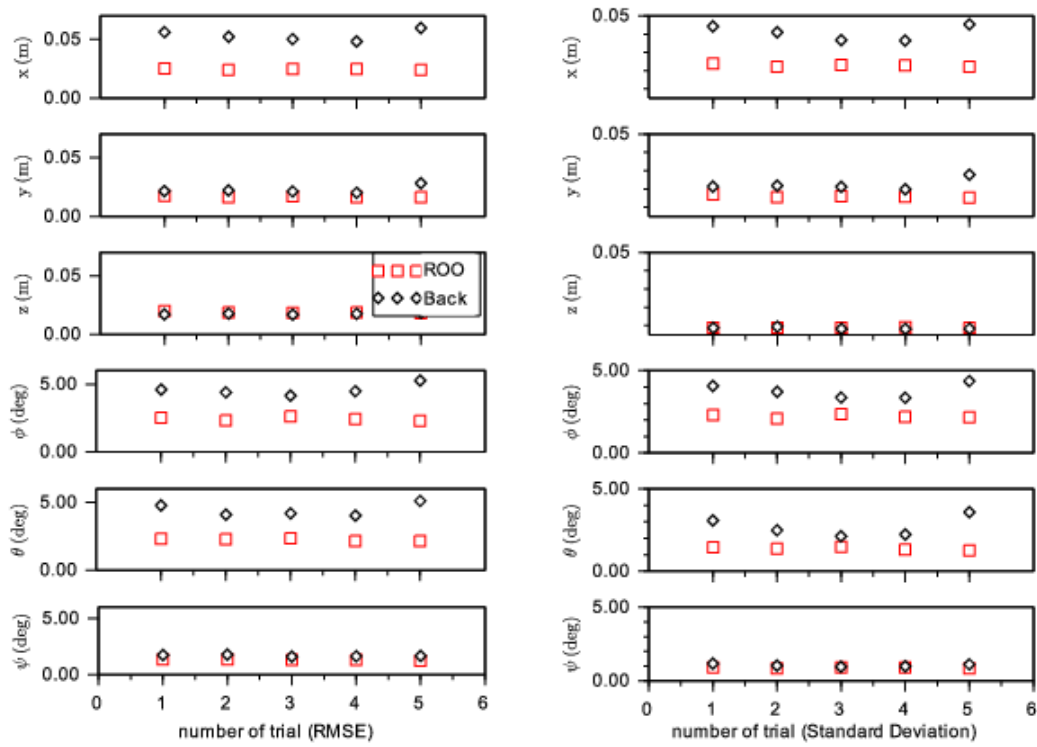 x (m)
0.05
0.00
y (m)
0.05
0.00
z (m)
0.05
0.00
ROO
Back
ϕ (deg)
5.00
0.00
θ (deg)
5.00
0.00
ψ (deg)
5.00
0.00
0 1 2 3 4 5 6
number of trial (RMSE)
x (m)
0.05
y (m)
0.05
z (m)
0.05
ϕ (deg)
5.00
0.00
θ (deg)
5.00
0.00
ψ (deg)
5.00
0.00
0 1 2 3 4 5 6
number of trial (Standard Deviation)